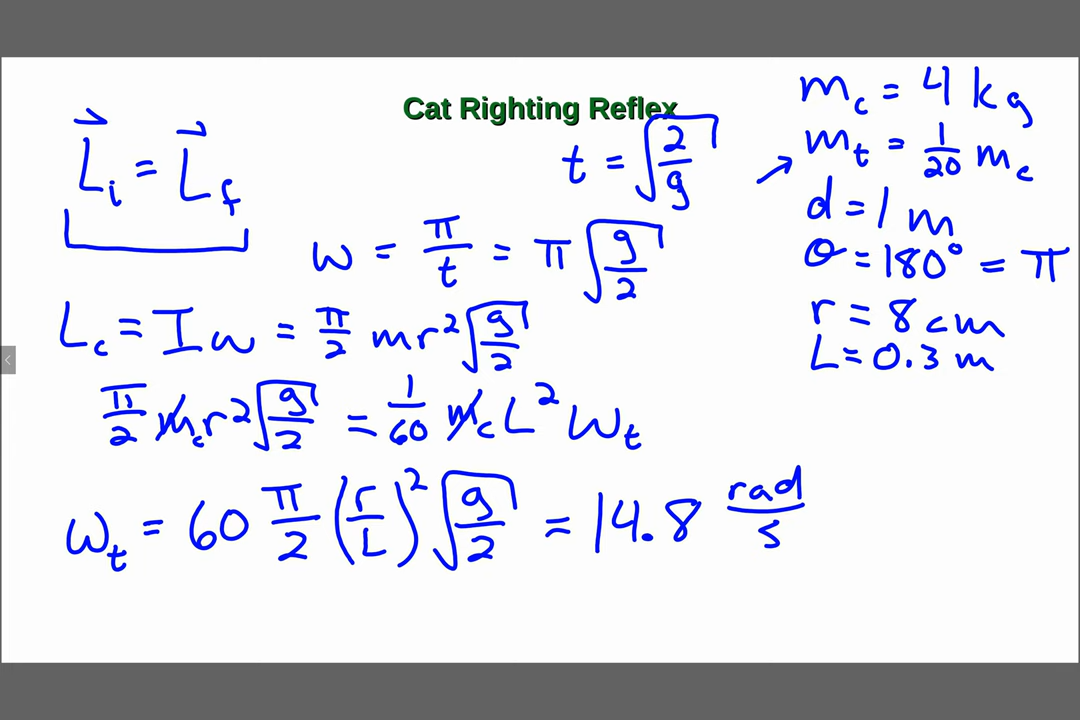 Cat Righting Reflex
L⃗ᵢ = L⃗_f
t = √(2/g)
ω = π/t = π √(g/2)
L_c = Iω = π/2 mr² √(g/2)
π/2 m_c r² √(g/2) = 1/60 m_c L² ω_t
ω_t = 60 π/2 (r/L)² √(g/2) = 14.8 rad/s
m_c = 4 kg
→ m_t = 1/20 m_c
d = 1 m
θ = 180° = π
r = 8 cm
L = 0.3 m